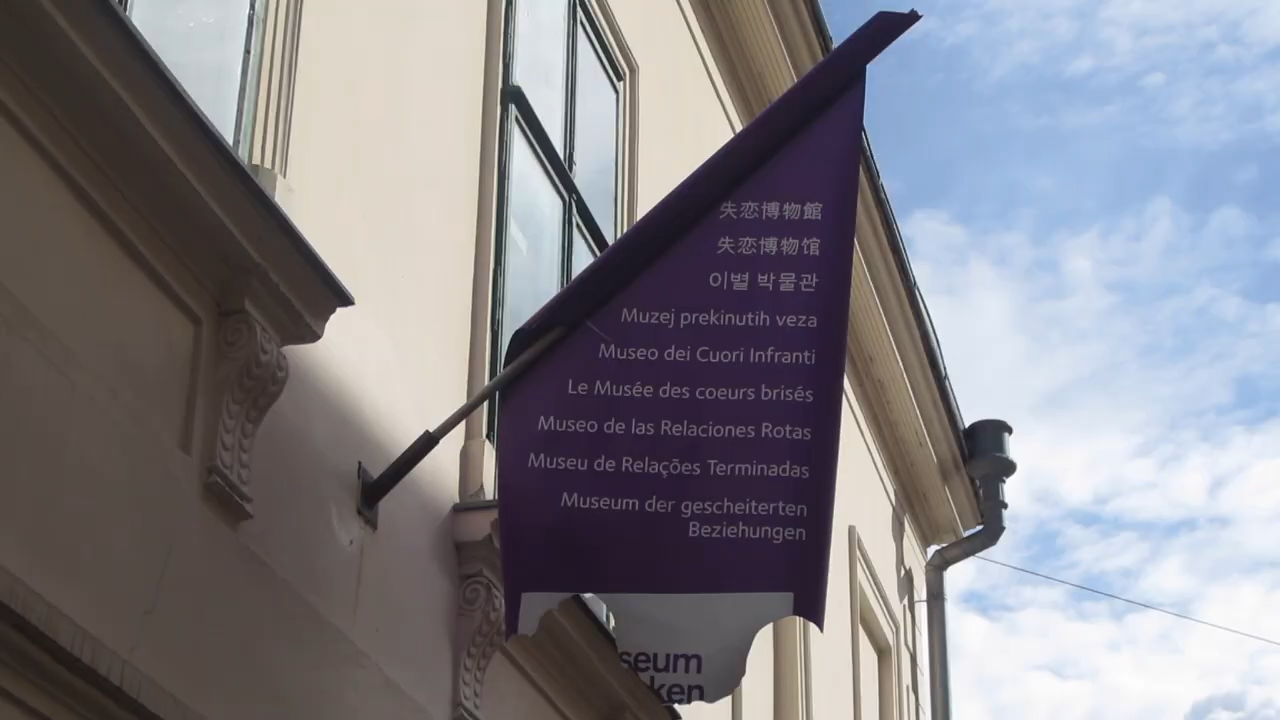 失恋博物館
失恋博物馆
이별 박물관
Muzej prekinutih veza
Museo dei Cuori Infranti
Le Musée des coeurs brisés
Museo de las Relaciones Rotas
Museu de Relações Terminadas
Museum der gescheiterten
Beziehungen
seum
ken